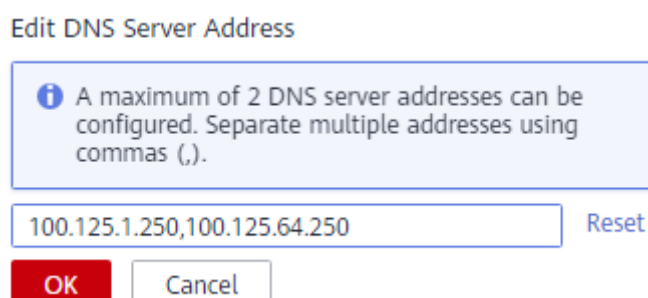 Edit DNS Server Address
A maximum of 2 DNS server addresses can be
configured. Separate multiple addresses using
commas (,).
100.125.1.250,100.125.64.250 Reset
OK Cancel